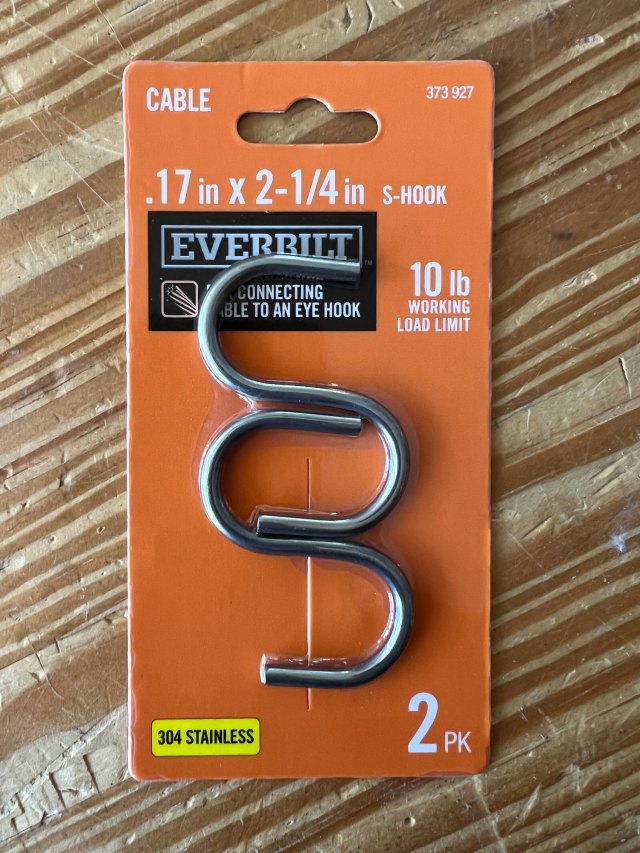 CABLE
373 927
.17 in x 2-1/4 in S-HOOK
EVERBILT
TM
10 lb
WORKING
LOAD LIMIT
CONNECTING
TO AN EYE HOOK
304 STAINLESS
2 PK